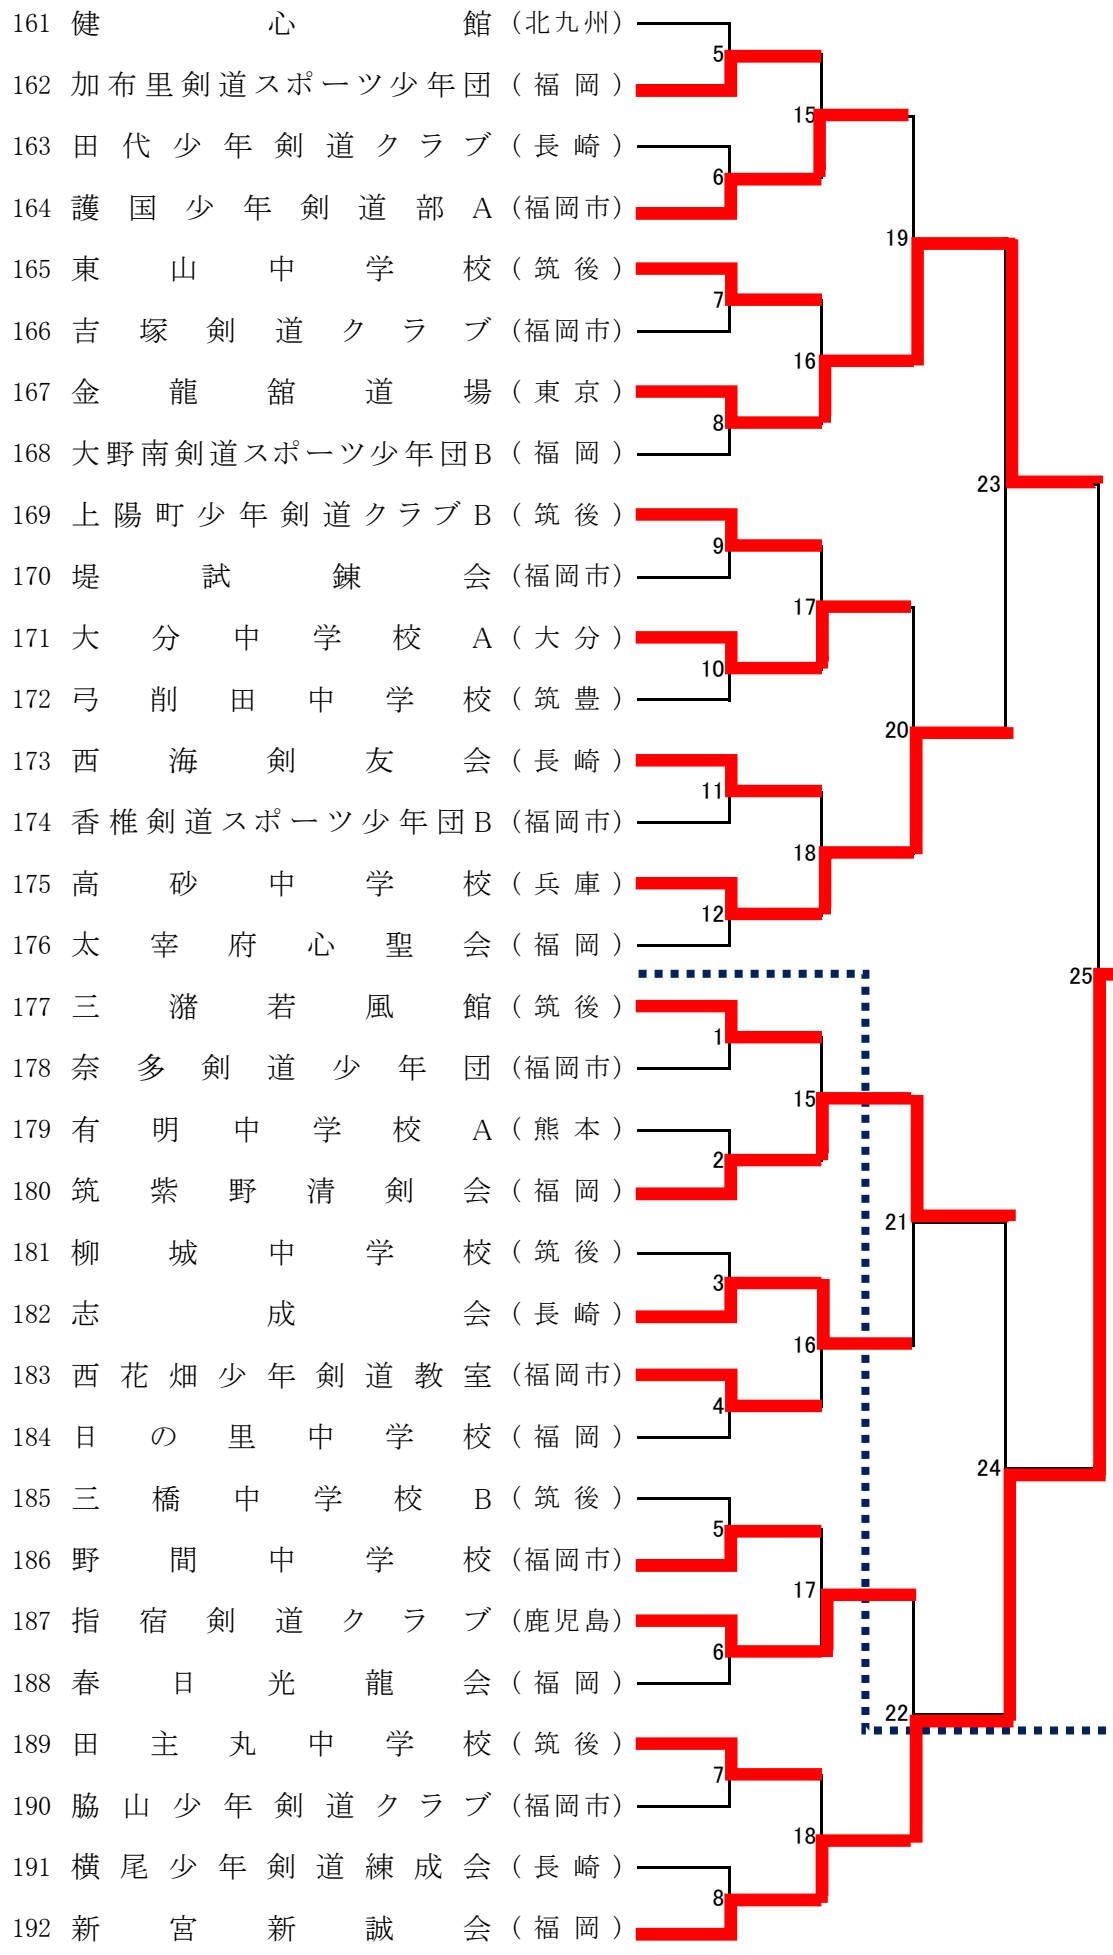 161 健心館 (北九州)
5
162 加布里剣道スポーツ少年団 (福岡)
15
163 田代少年剣道クラブ (長崎)
6
164 護国少年剣道部A (福岡市)
19
165 東山中学校 (筑後)
7
166 吉塚剣道クラブ (福岡市)
16
167 金龍舘道場 (東京)
8
168 大野南剣道スポーツ少年団B (福岡)
23
169 上陽町少年剣道クラブB (筑後)
9
170 堤試錬会 (福岡市)
17
171 大分中学校A (大分)
10
172 弓削田中学校 (筑豊)
20
173 西海剣友会 (長崎)
11
174 香椎剣道スポーツ少年団B (福岡市)
18
175 高砂中学校 (兵庫)
12
176 太宰府心聖会 (福岡)
25
177 三潴若風館 (筑後)
1
178 奈多剣道少年団 (福岡市)
15
179 有明中学校A (熊本)
2
180 筑紫野清剣会 (福岡)
21
181 柳城中学校 (筑後)
3
182 志成会 (長崎)
16
183 西花畑少年剣道教室 (福岡市)
4
184 日の里中学校 (福岡)
24
185 三橋中学校B (筑後)
5
186 野間中学校 (福岡市)
17
187 指宿剣道クラブ (鹿児島)
6
188 春日光龍会 (福岡)
22
189 田主丸中学校 (筑後)
7
190 脇山少年剣道クラブ (福岡市)
18
191 横尾少年剣道練成会 (長崎)
8
192 新宮新誠会 (福岡)